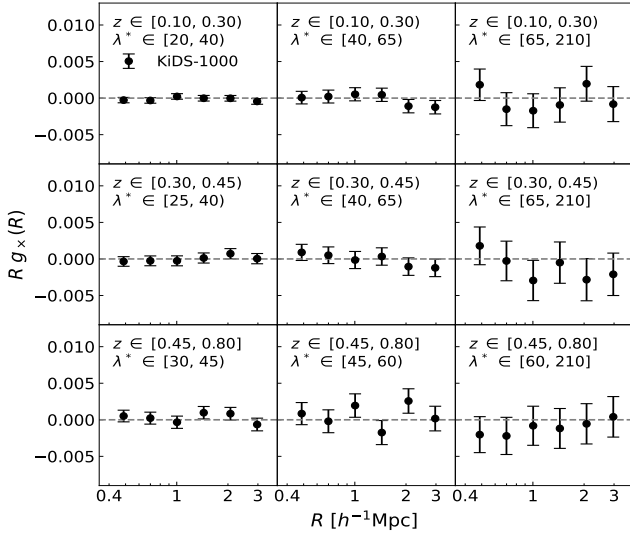 z ∈ [0.10, 0.30) z ∈ [0.10, 0.30) z ∈ [0.10, 0.30)
λ* ∈ [20, 40) λ* ∈ [40, 65) λ* ∈ [65, 210]
KiDS-1000
0.010
0.005
0.000
−0.005
z ∈ [0.30, 0.45) z ∈ [0.30, 0.45) z ∈ [0.30, 0.45)
λ* ∈ [25, 40) λ* ∈ [40, 65) λ* ∈ [65, 210]
0.010
0.005
0.000
−0.005
R g×(R)
z ∈ [0.45, 0.80] z ∈ [0.45, 0.80] z ∈ [0.45, 0.80]
λ* ∈ [30, 45) λ* ∈ [45, 60) λ* ∈ [60, 210]
0.010
0.005
0.000
−0.005
0.4 1 2 3 0.4 1 2 3 0.4 1 2 3
R [h⁻¹Mpc]